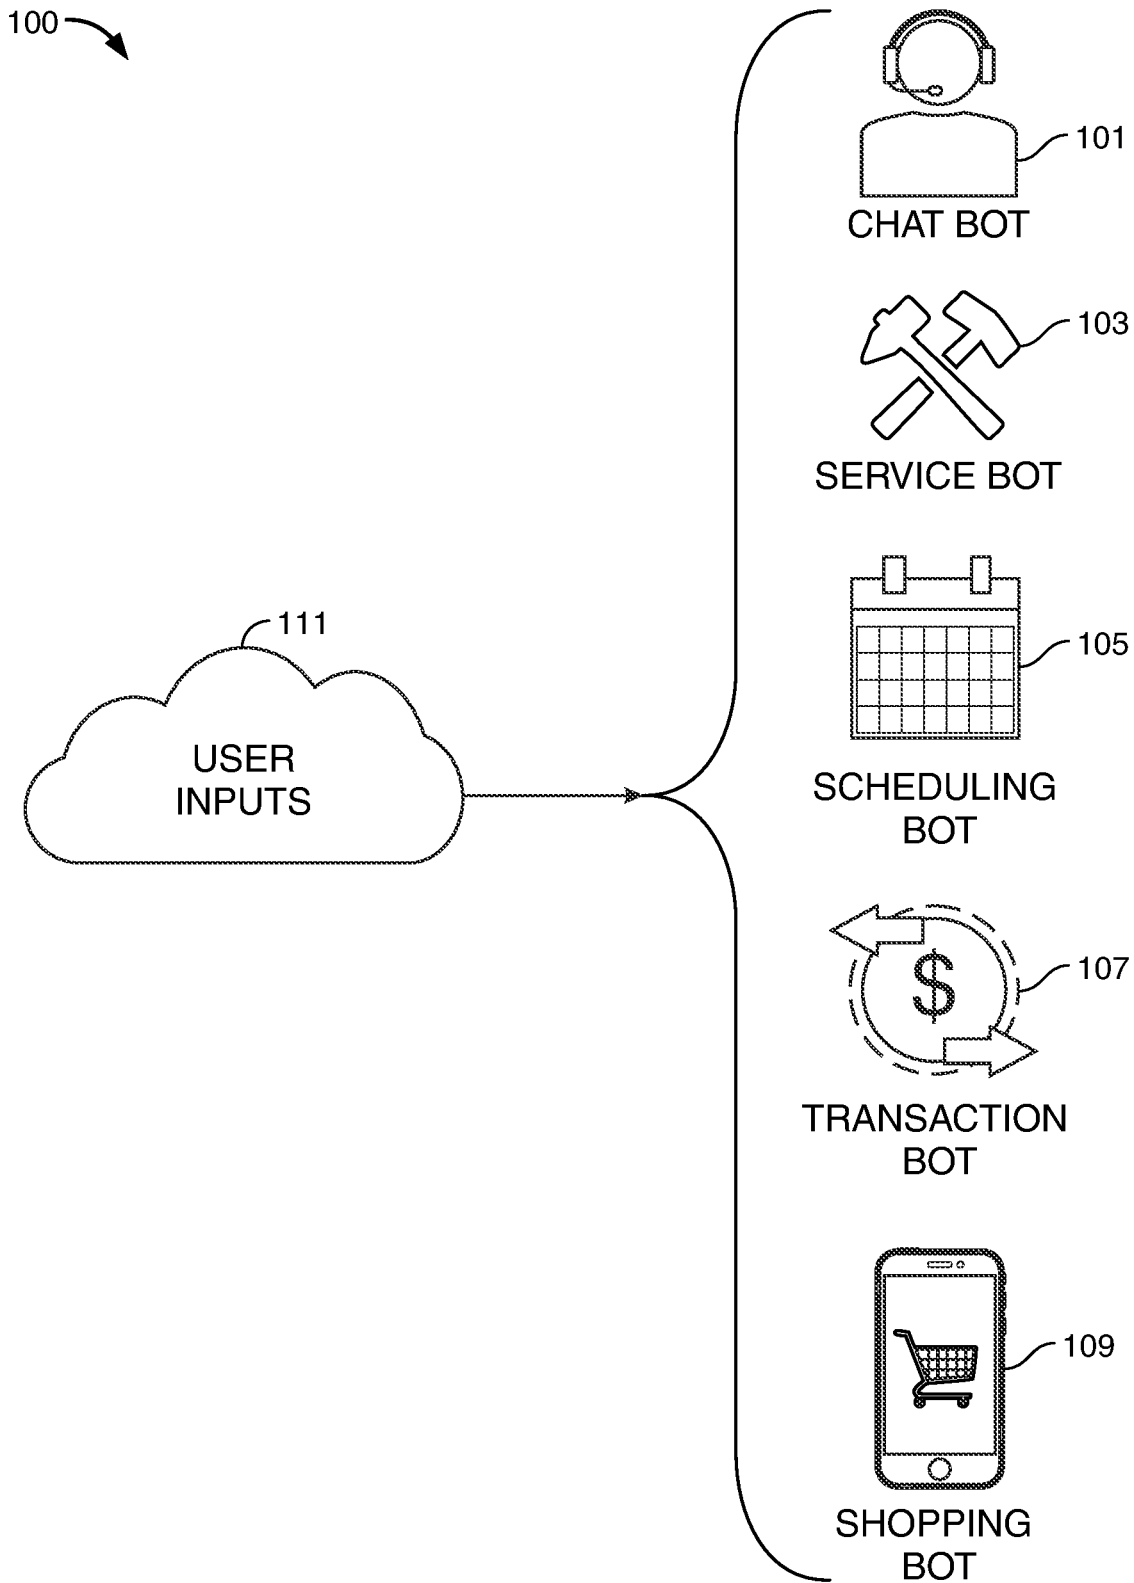 100
101
CHAT BOT
103
SERVICE BOT
111
USER
INPUTS
105
SCHEDULING
BOT
$
107
TRANSACTION
BOT
109
SHOPPING
BOT